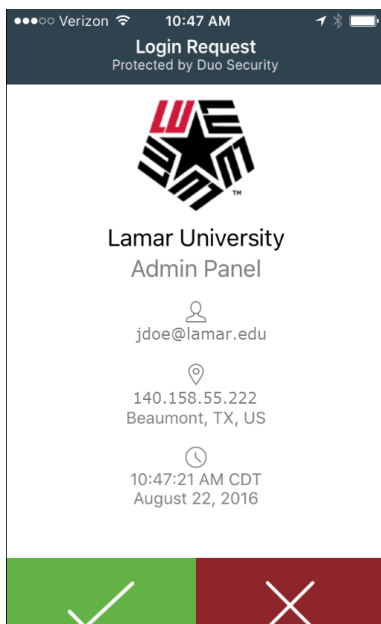 Verizon 10:47 AM
Login Request
Protected by Duo Security
LU
TM
Lamar University
Admin Panel
jdoe@lamar.edu
140.158.55.222
Beaumont, TX, US
10:47:21 AM CDT
August 22, 2016